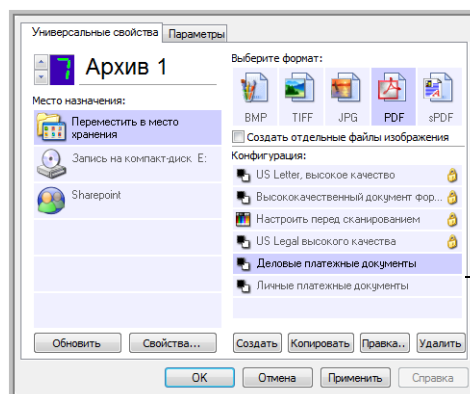 Универсальные свойства Параметры
7 Архив 1
Выберите формат:
BMP TIFF JPG PDF sPDF
Создать отдельные файлы изображения
Место назначения:
Переместить в место
хранения
Запись на компакт-диск E:
Sharepoint
Конфигурация:
US Letter, высокое качество
Высококачественный документ фор...
Настроить перед сканированием
US Legal высокого качества
Деловые платежные документы
Личные платежные документы
Обновить Свойства...
Создать Копировать Правка.. Удалить
OK Отмена Применить Справка